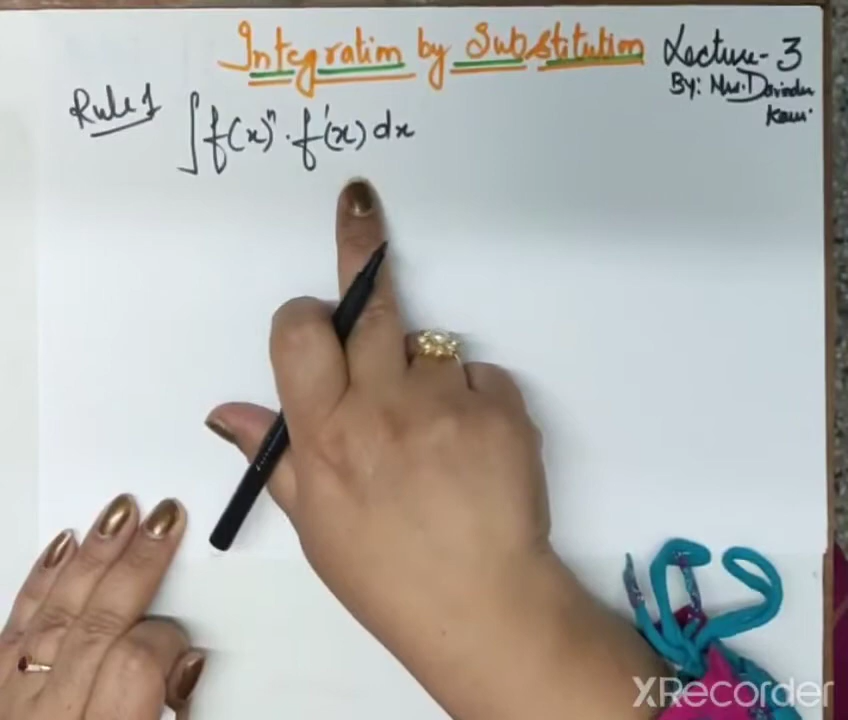 Integration by Substitution Lecture-3
By: Mrs. Davinder
Kaur
Rule 1 ∫f(x)ⁿ. f'(x) dx
XRecorder